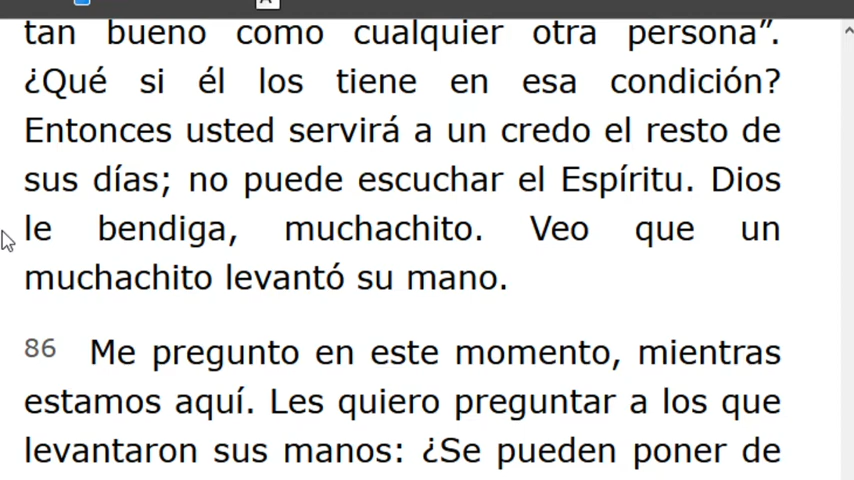 tan bueno como cualquier otra persona”.
¿Qué si él los tiene en esa condición?
Entonces usted servirá a un credo el resto de
sus días; no puede escuchar el Espíritu. Dios
le bendiga, muchachito. Veo que un
muchachito levantó su mano.
86 Me pregunto en este momento, mientras
estamos aquí. Les quiero preguntar a los que
levantaron sus manos: ¿Se pueden poner de